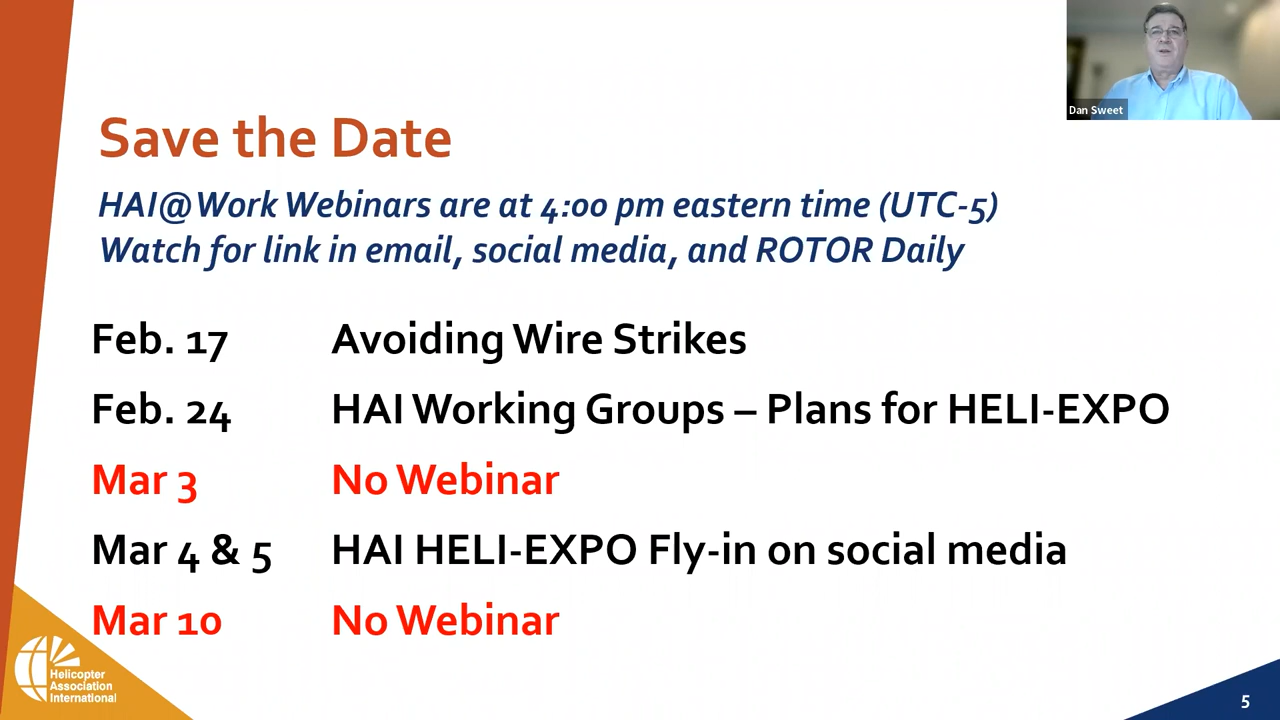 Dan Sweet
Save the Date
HAI@Work Webinars are at 4:00 pm eastern time (UTC-5)
Watch for link in email, social media, and ROTOR Daily
Feb. 17 Avoiding Wire Strikes
Feb. 24 HAI Working Groups – Plans for HELI-EXPO
Mar 3 No Webinar
Mar 4 & 5 HAI HELI-EXPO Fly-in on social media
Mar 10 No Webinar
Helicopter
Association
International
5